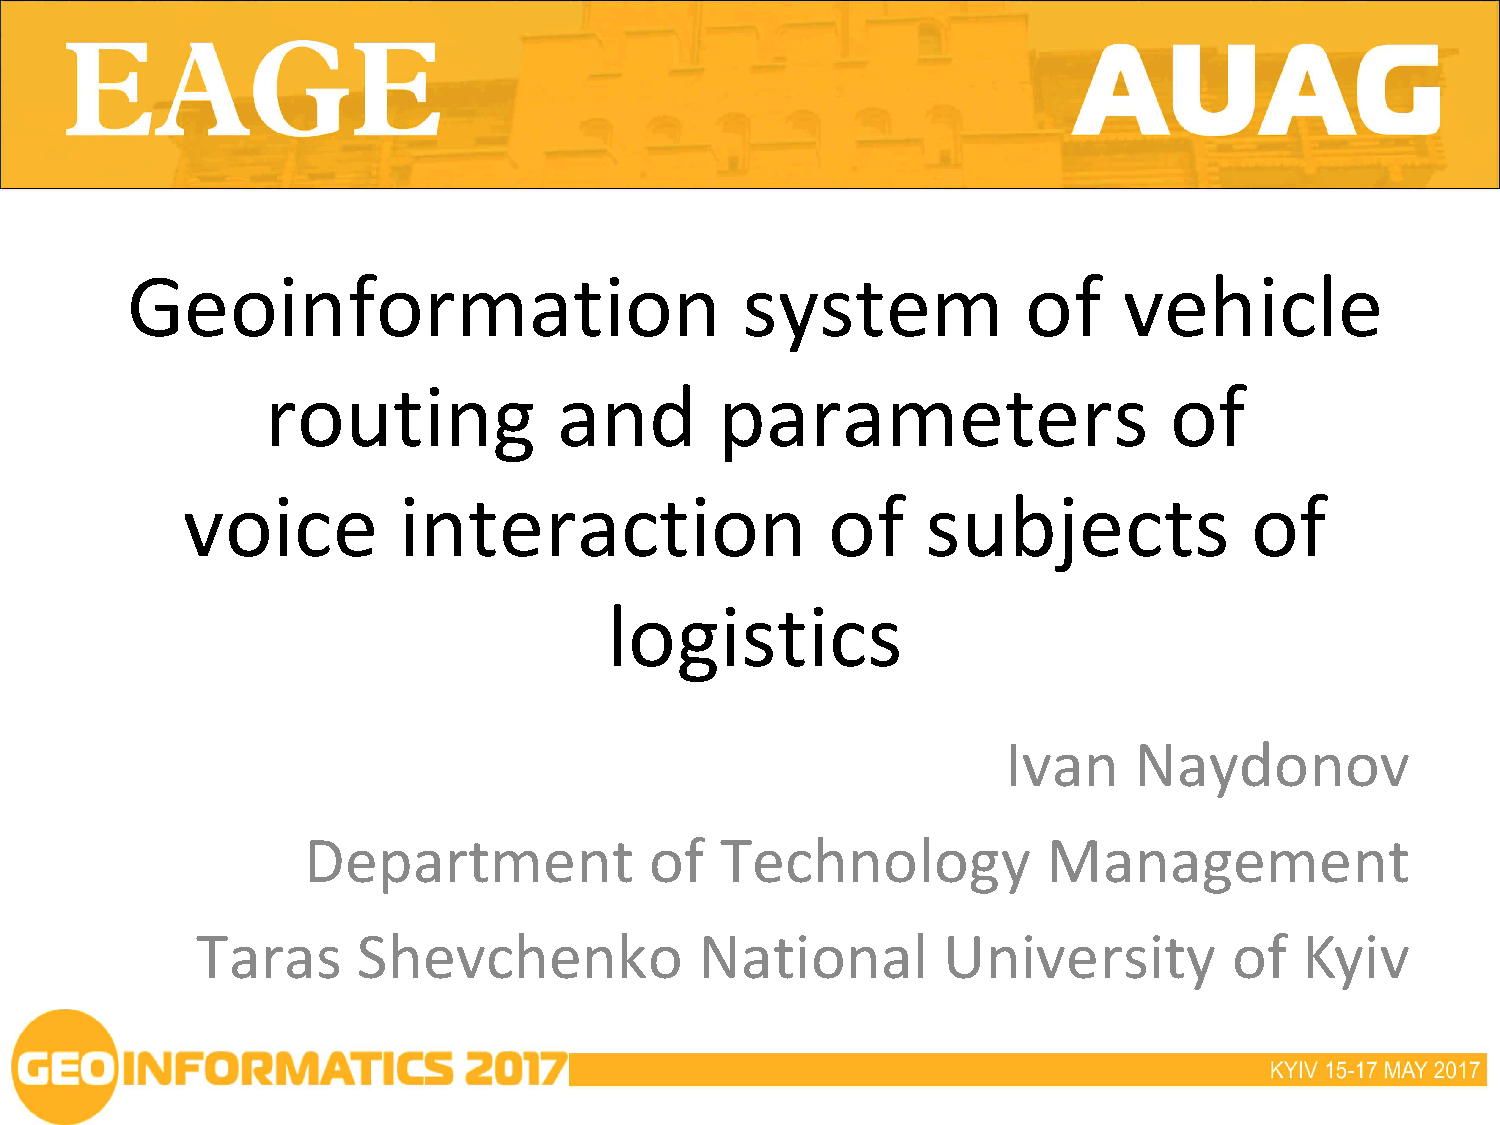 EAGE AUAG
Geoinformation system of vehicle
routing and parameters of
voice interaction of subjects of
logistics
Ivan Naydonov
Department of Technology Management
Taras Shevchenko National University of Kyiv
GEOINFORMATICS 2017
KYIV 15-17 MAY 2017